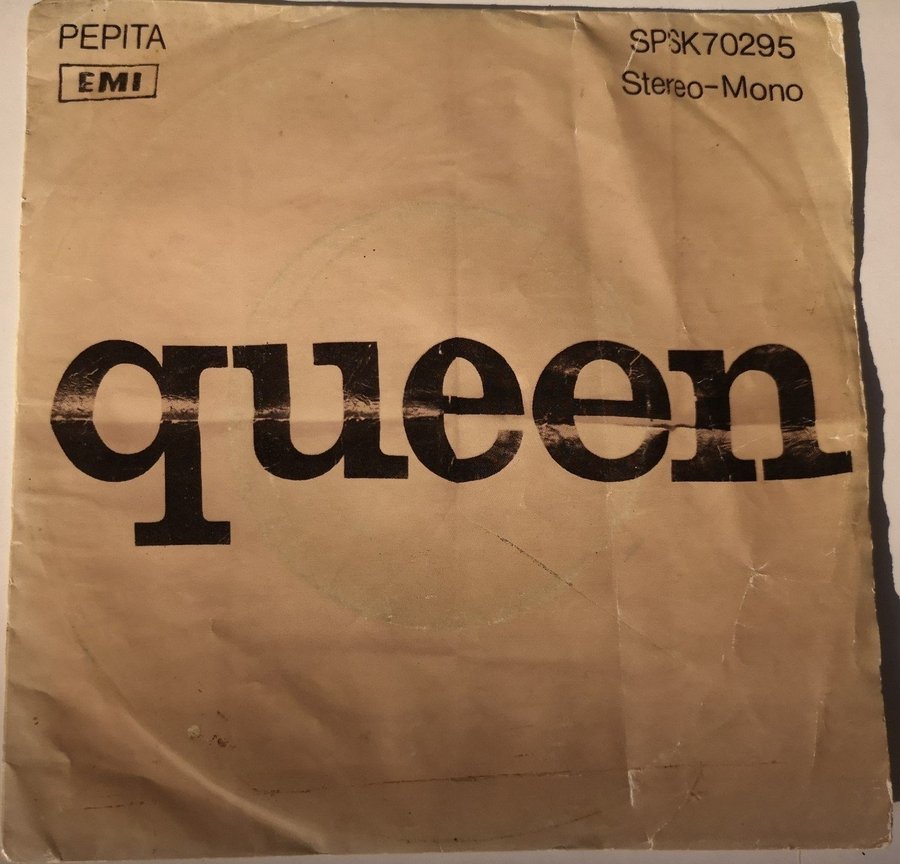 PEPITA
EMI
SPSK70295
Stereo-Mono
queen